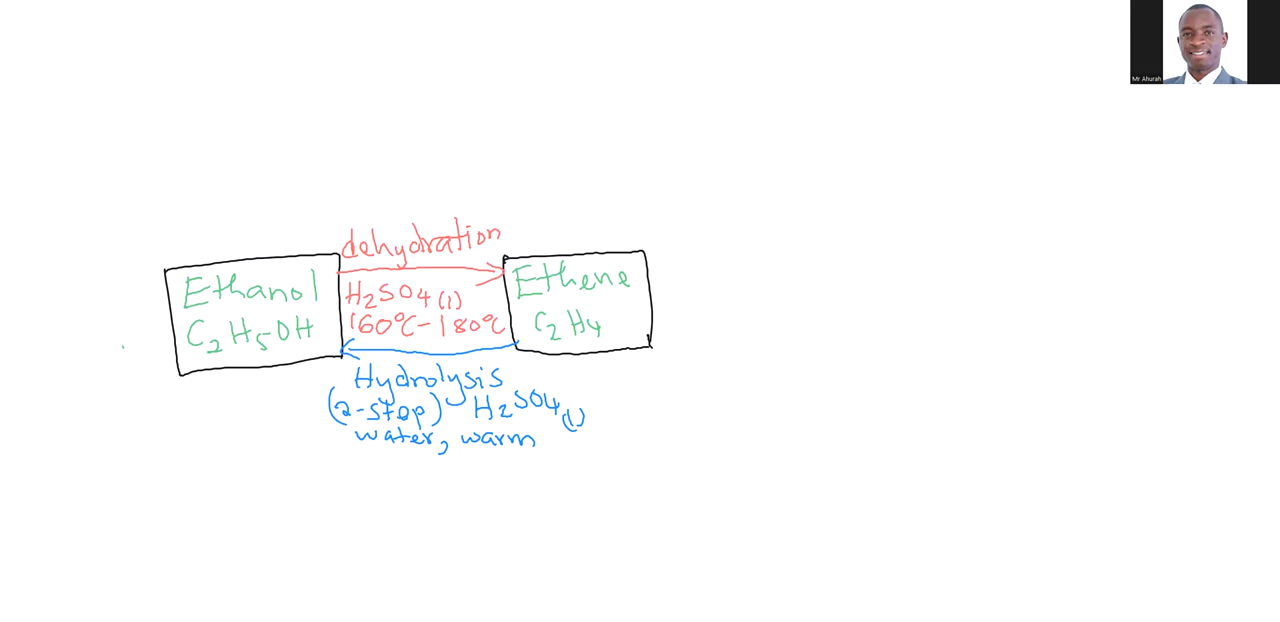 Mr Ahurah
dehydration
Ethanol
C2H5OH
H2SO4(l)
160°C-180°C
Ethene
C2H4
Hydrolysis
(2-step) H2SO4(l)
water, warm